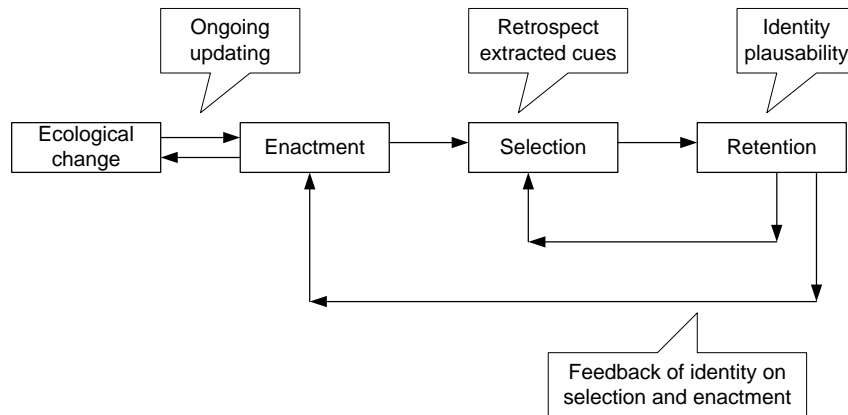 Ongoing
updating
Retrospect
extracted cues
Identity
plausability
Ecological
change
Enactment
Selection
Retention
Feedback of identity on
selection and enactment